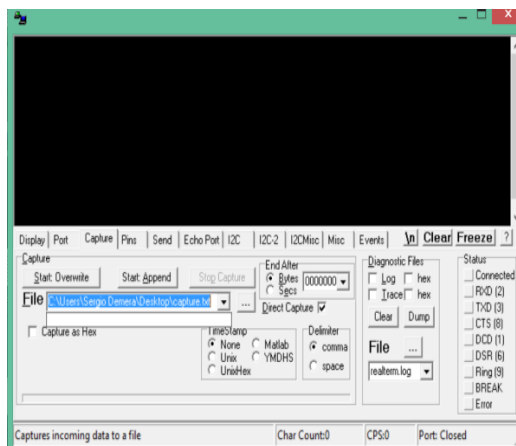 Display Port Capture Pins Send Echo Port I2C I2C-2 I2CMisc Misc Events \n Clear Freeze ?
Capture
Start: Overwrite Start: Append Stop Capture
End After
Bytes
Secs
0000000
File C:\Users\Sergio Demera\Desktop\capture.txt ...
Direct Capture
Capture as Hex
TimeStamp
None Matlab
Unix YMDHS
UnixHex
Delimiter
comma
space
Diagnostic Files
Log hex
Trace hex
Clear Dump
File ...
realterm.log
Status
Connected
RXD (2)
TXD (3)
CTS (8)
DCD (1)
DSR (6)
Ring (9)
BREAK
Error
Captures incoming data to a file Char Count:0 CPS:0 Port: Closed